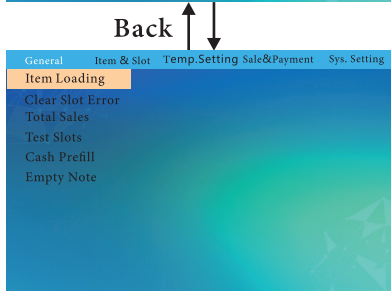 Back
General Item & Slot Temp.Setting Sale&Payment Sys. Setting
Item Loading
Clear Slot Error
Total Sales
Test Slots
Cash Prefill
Empty Note